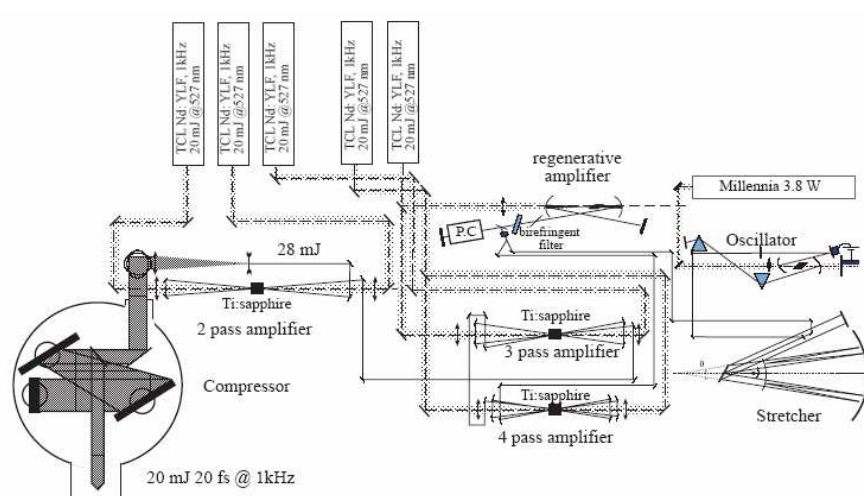 TCL Nd: YLF, 1kHz
20 mJ @527 nm
TCL Nd: YLF, 1kHz
20 mJ @527 nm
TCL Nd: YLF, 1kHz
20 mJ @527 nm
TCL Nd: YLF, 1kHz
20 mJ @527 nm
TCL Nd: YLF, 1kHz
20 mJ @527 nm
regenerative
amplifier
Millennia 3.8 W
P.C
birefringent
filter
Oscillator
28 mJ
Ti:sapphire
2 pass amplifier
Ti:sapphire
3 pass amplifier
θ
Compressor
Ti:sapphire
4 pass amplifier
Stretcher
20 mJ 20 fs @ 1kHz